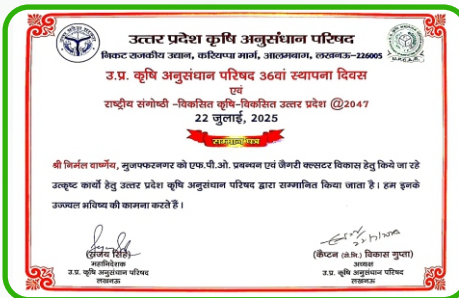 उत्तर प्रदेश कृषि अनुसंधान परिषद
निकट राजकीय उद्यान, करियप्पा मार्ग, आलमबाग, लखनऊ-226005
उ.प्र. कृषि अनुसंधान परिषद 36वां स्थापना दिवस
एवं
राष्ट्रीय संगोष्ठी -विकसित कृषि-विकसित उत्तर प्रदेश @2047
22 जुलाई, 2025
सम्मान पत्र
श्री निर्मल वार्ष्णेय, मुजफ्फरनगर को एफ.पी.ओ. प्रबन्धन एवं जैगरी क्लस्टर विकास हेतु किये जा रहे
उत्कृष्ट कार्यो हेतु उत्तर प्रदेश कृषि अनुसंधान परिषद द्वारा सम्मानित किया जाता है। हम इनके
उज्ज्वल भविष्य की कामना करते हैं।
(संजय सिंह)
महानिदेशक
उ.प्र. कृषि अनुसंधान परिषद
लखनऊ
(कैप्टन (से.नि.) विकास गुप्ता)
अध्यक्ष
उ.प्र. कृषि अनुसंधान परिषद
लखनऊ